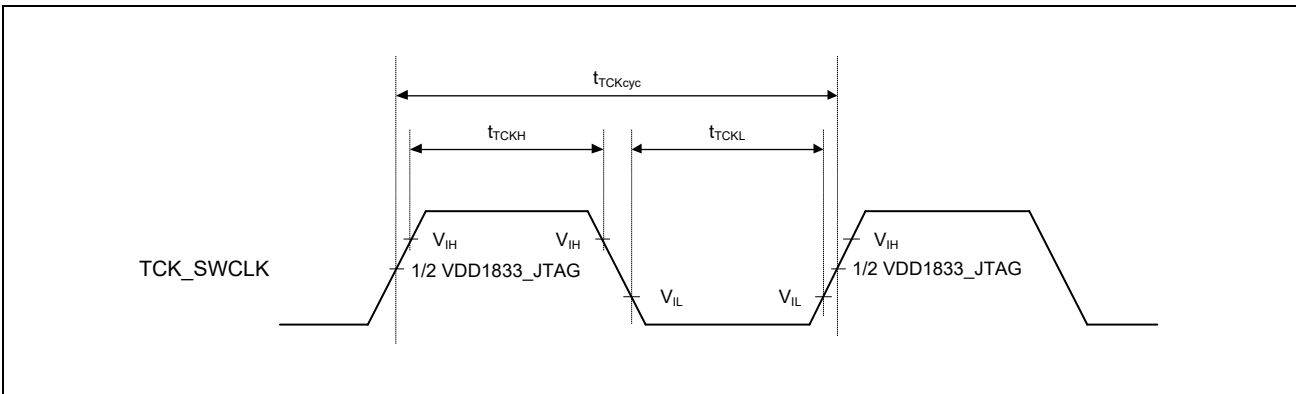 tTCKcyc
tTCKH
tTCKL
VIH
VIH
VIH
TCK_SWCLK
1/2 VDD1833_JTAG
1/2 VDD1833_JTAG
VIL
VIL